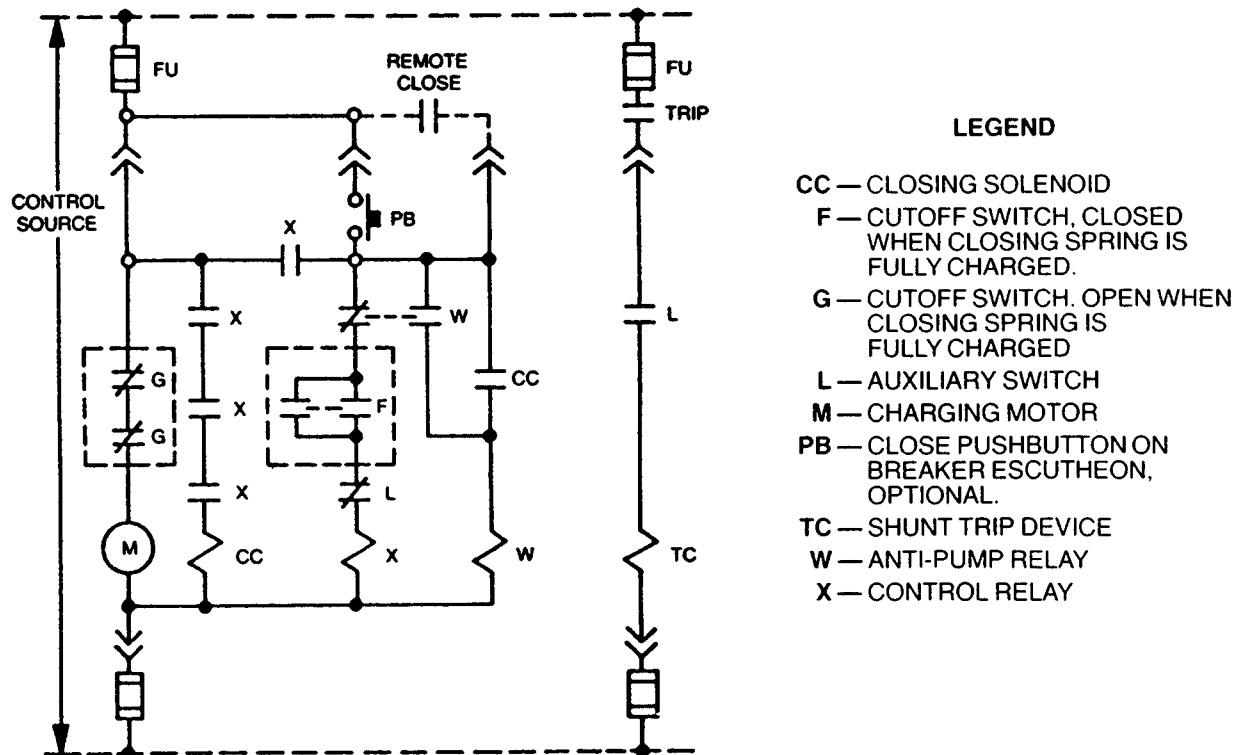 FU
REMOTE
CLOSE
FU
TRIP
CONTROL
SOURCE
PB
X
X
W
L
G
F
CC
X
G
X
L
M
CC
X
W
TC
LEGEND
CC — CLOSING SOLENOID
F — CUTOFF SWITCH, CLOSED
WHEN CLOSING SPRING IS
FULLY CHARGED.
G — CUTOFF SWITCH. OPEN WHEN
CLOSING SPRING IS
FULLY CHARGED
L — AUXILIARY SWITCH
M — CHARGING MOTOR
PB — CLOSE PUSHBUTTON ON
BREAKER ESCUTHEON,
OPTIONAL.
TC — SHUNT TRIP DEVICE
W — ANTI-PUMP RELAY
X — CONTROL RELAY